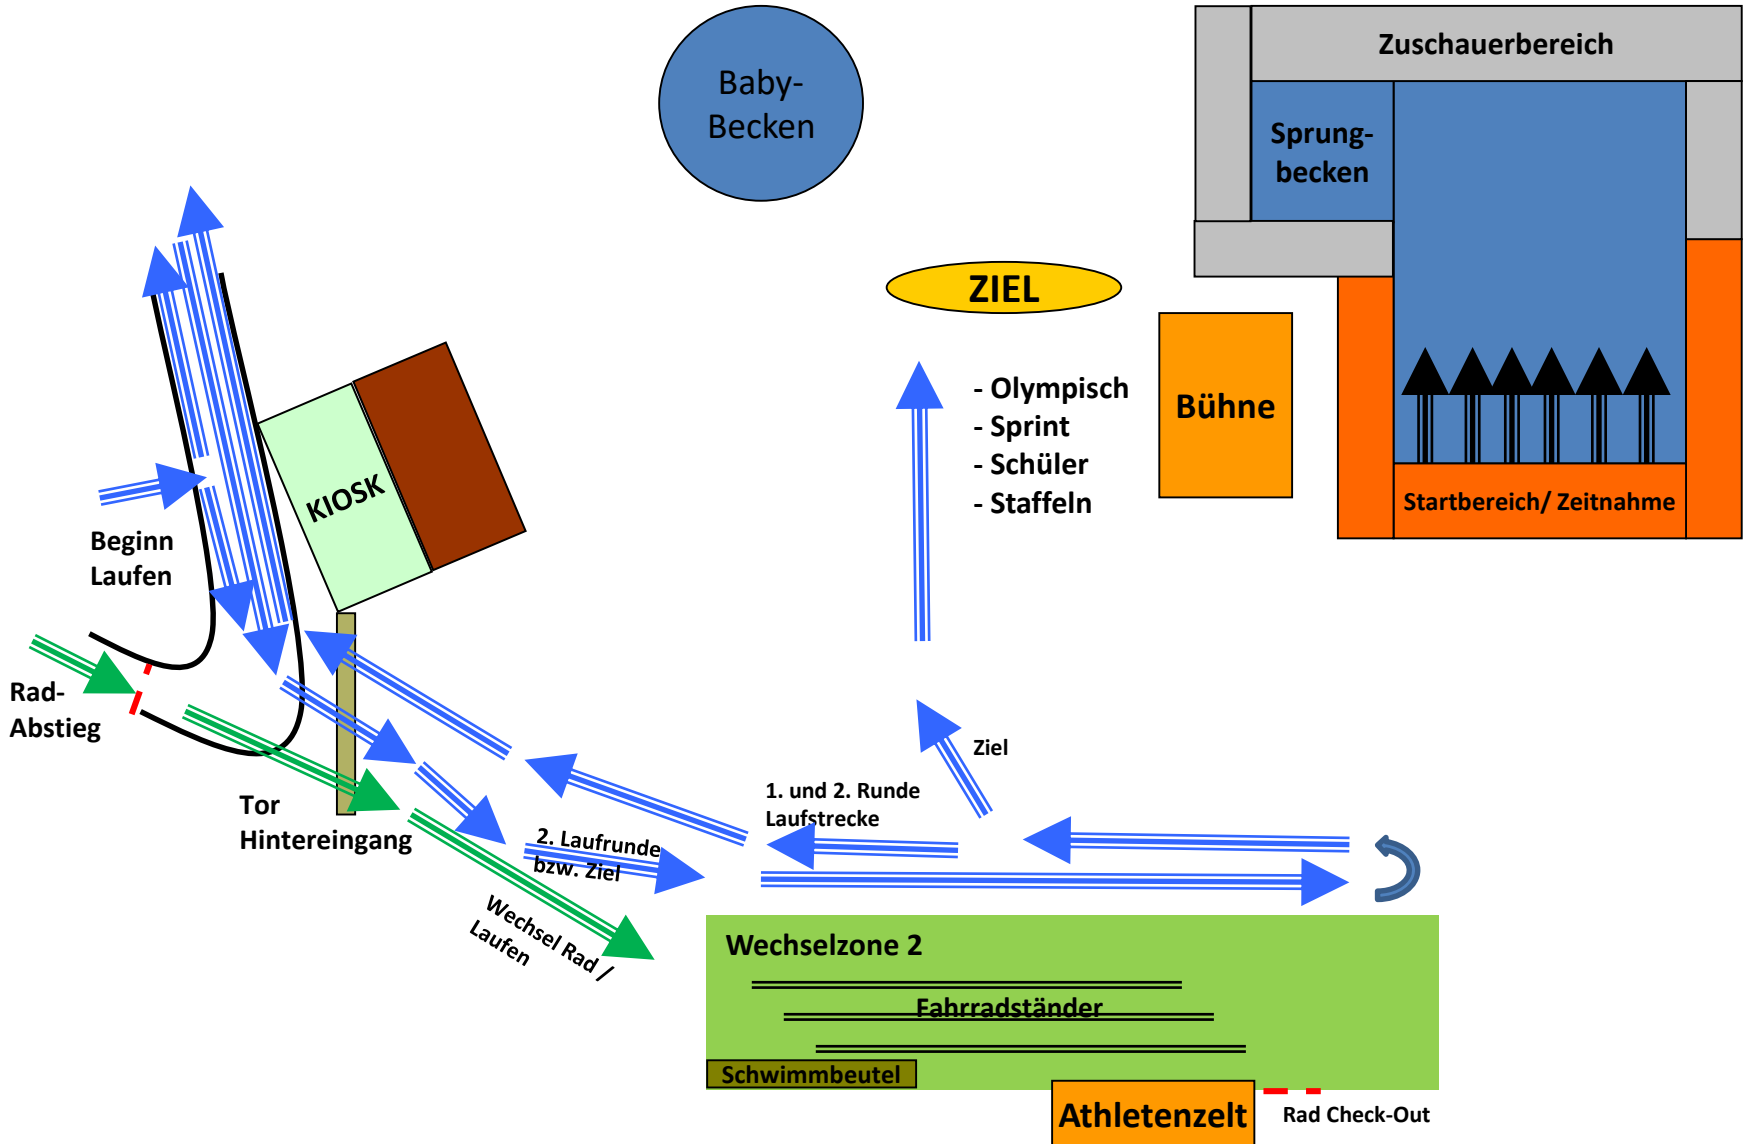 Baby-
Becken
Zuschauerbereich
Sprung-
becken
ZIEL
- Olympisch
- Sprint
- Schüler
- Staffeln
Bühne
Startbereich/ Zeitnahme
KIOSK
Beginn
Laufen
Rad-
Abstieg
Tor
Hintereingang
Ziel
1. und 2. Runde
Laufstrecke
2. Laufrunde
bzw. Ziel
Wechsel Rad /
Laufen
Wechselzone 2
Fahrradständer
Schwimmbeutel
Athletenzelt
Rad Check-Out